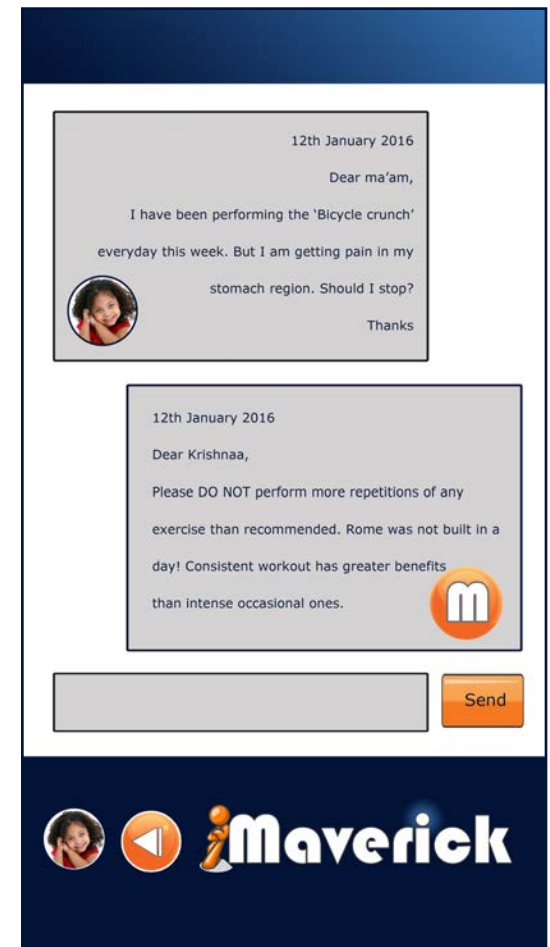 12th January 2016
Dear ma'am,
I have been performing the ‘Bicycle crunch’
everyday this week. But I am getting pain in my
stomach region. Should I stop?
Thanks
12th January 2016
Dear Krishnaa,
Please DO NOT perform more repetitions of any
exercise than recommended. Rome was not built in a
day! Consistent workout has greater benefits
than intense occasional ones.
m
Send
iMaverick